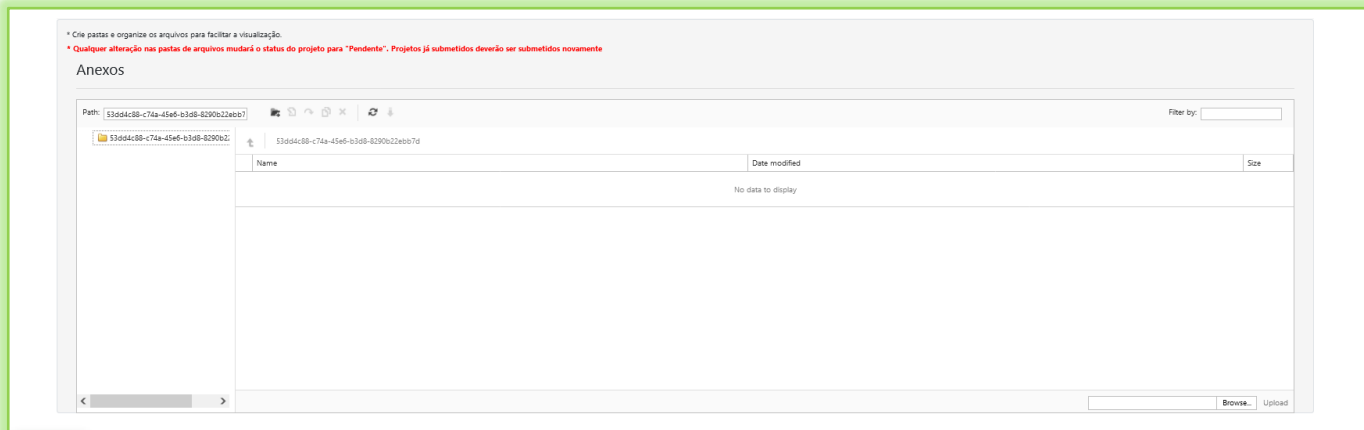 * Crie pastas e organize os arquivos para facilitar a visualização.
* Qualquer alteração nas pastas de arquivos mudará o status do projeto para "Pendente". Projetos já submetidos deverão ser submetidos novamente
Anexos
Path: 53dd4c88-c74a-45e6-b3d8-8290b22ebb7 Filter by:
53dd4c88-c74a-45e6-b3d8-8290b2: 53dd4c88-c74a-45e6-b3d8-8290b22ebb7d
Name Date modified Size
No data to display
Browse... Upload